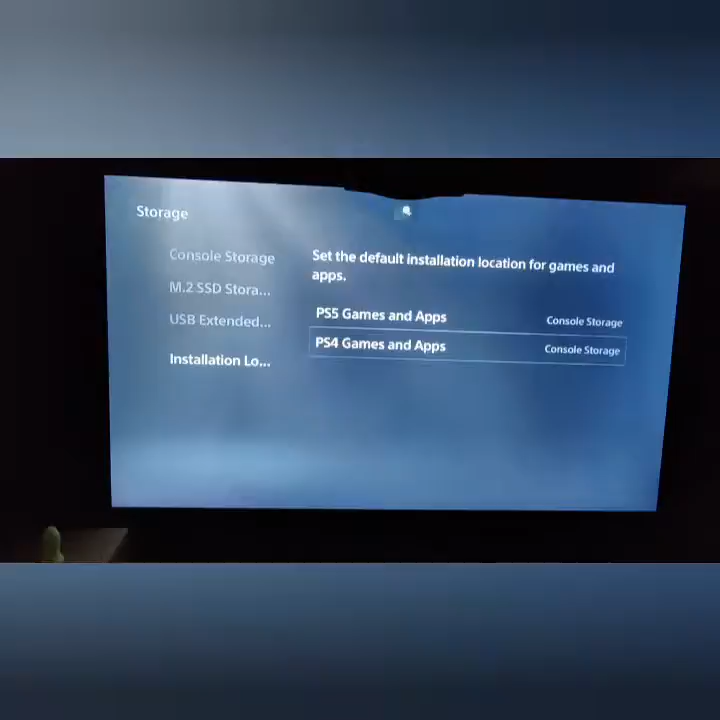 Storage
Console Storage
M.2 SSD Stora...
USB Extended...
Installation Lo...
Set the default installation location for games and
apps.
PS5 Games and Apps Console Storage
PS4 Games and Apps Console Storage